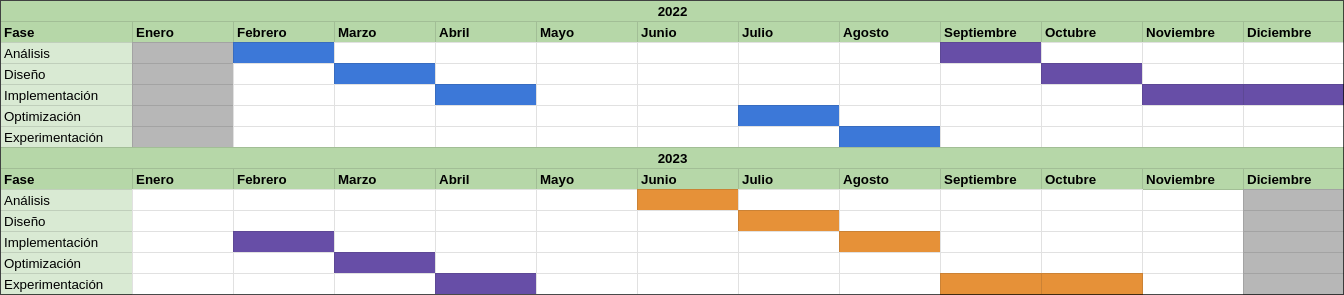 2022
Fase Enero Febrero Marzo Abril Mayo Junio Julio Agosto Septiembre Octubre Noviembre Diciembre
Análisis
Diseño
Implementación
Optimización
Experimentación
2023
Fase Enero Febrero Marzo Abril Mayo Junio Julio Agosto Septiembre Octubre Noviembre Diciembre
Análisis
Diseño
Implementación
Optimización
Experimentación